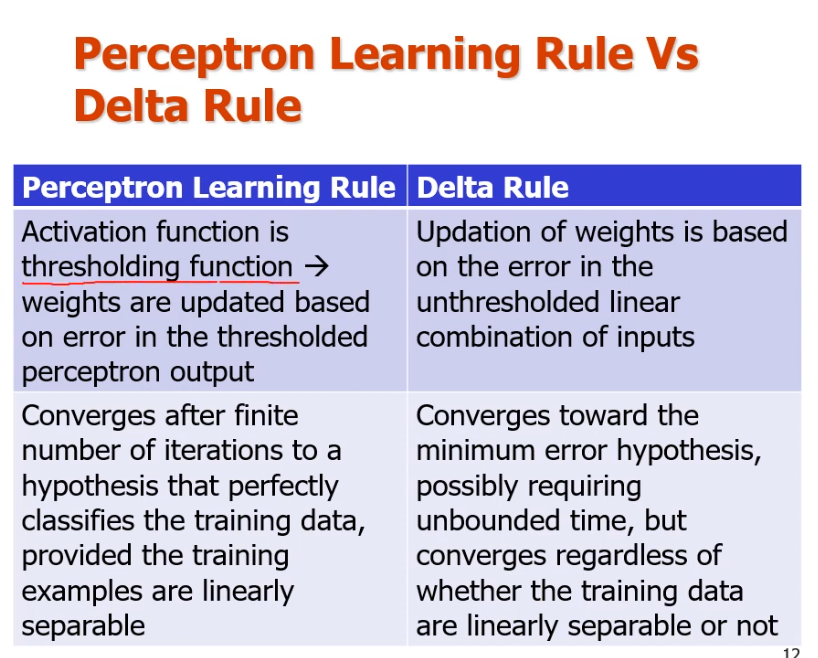 Perceptron Learning Rule Vs
Delta Rule
Perceptron Learning Rule
Delta Rule
Activation function is
thresholding function →
weights are updated based
on error in the thresholded
perceptron output
Updation of weights is based
on the error in the
unthresholded linear
combination of inputs
Converges after finite
number of iterations to a
hypothesis that perfectly
classifies the training data,
provided the training
examples are linearly
separable
Converges toward the
minimum error hypothesis,
possibly requiring
unbounded time, but
converges regardless of
whether the training data
are linearly separable or not
12